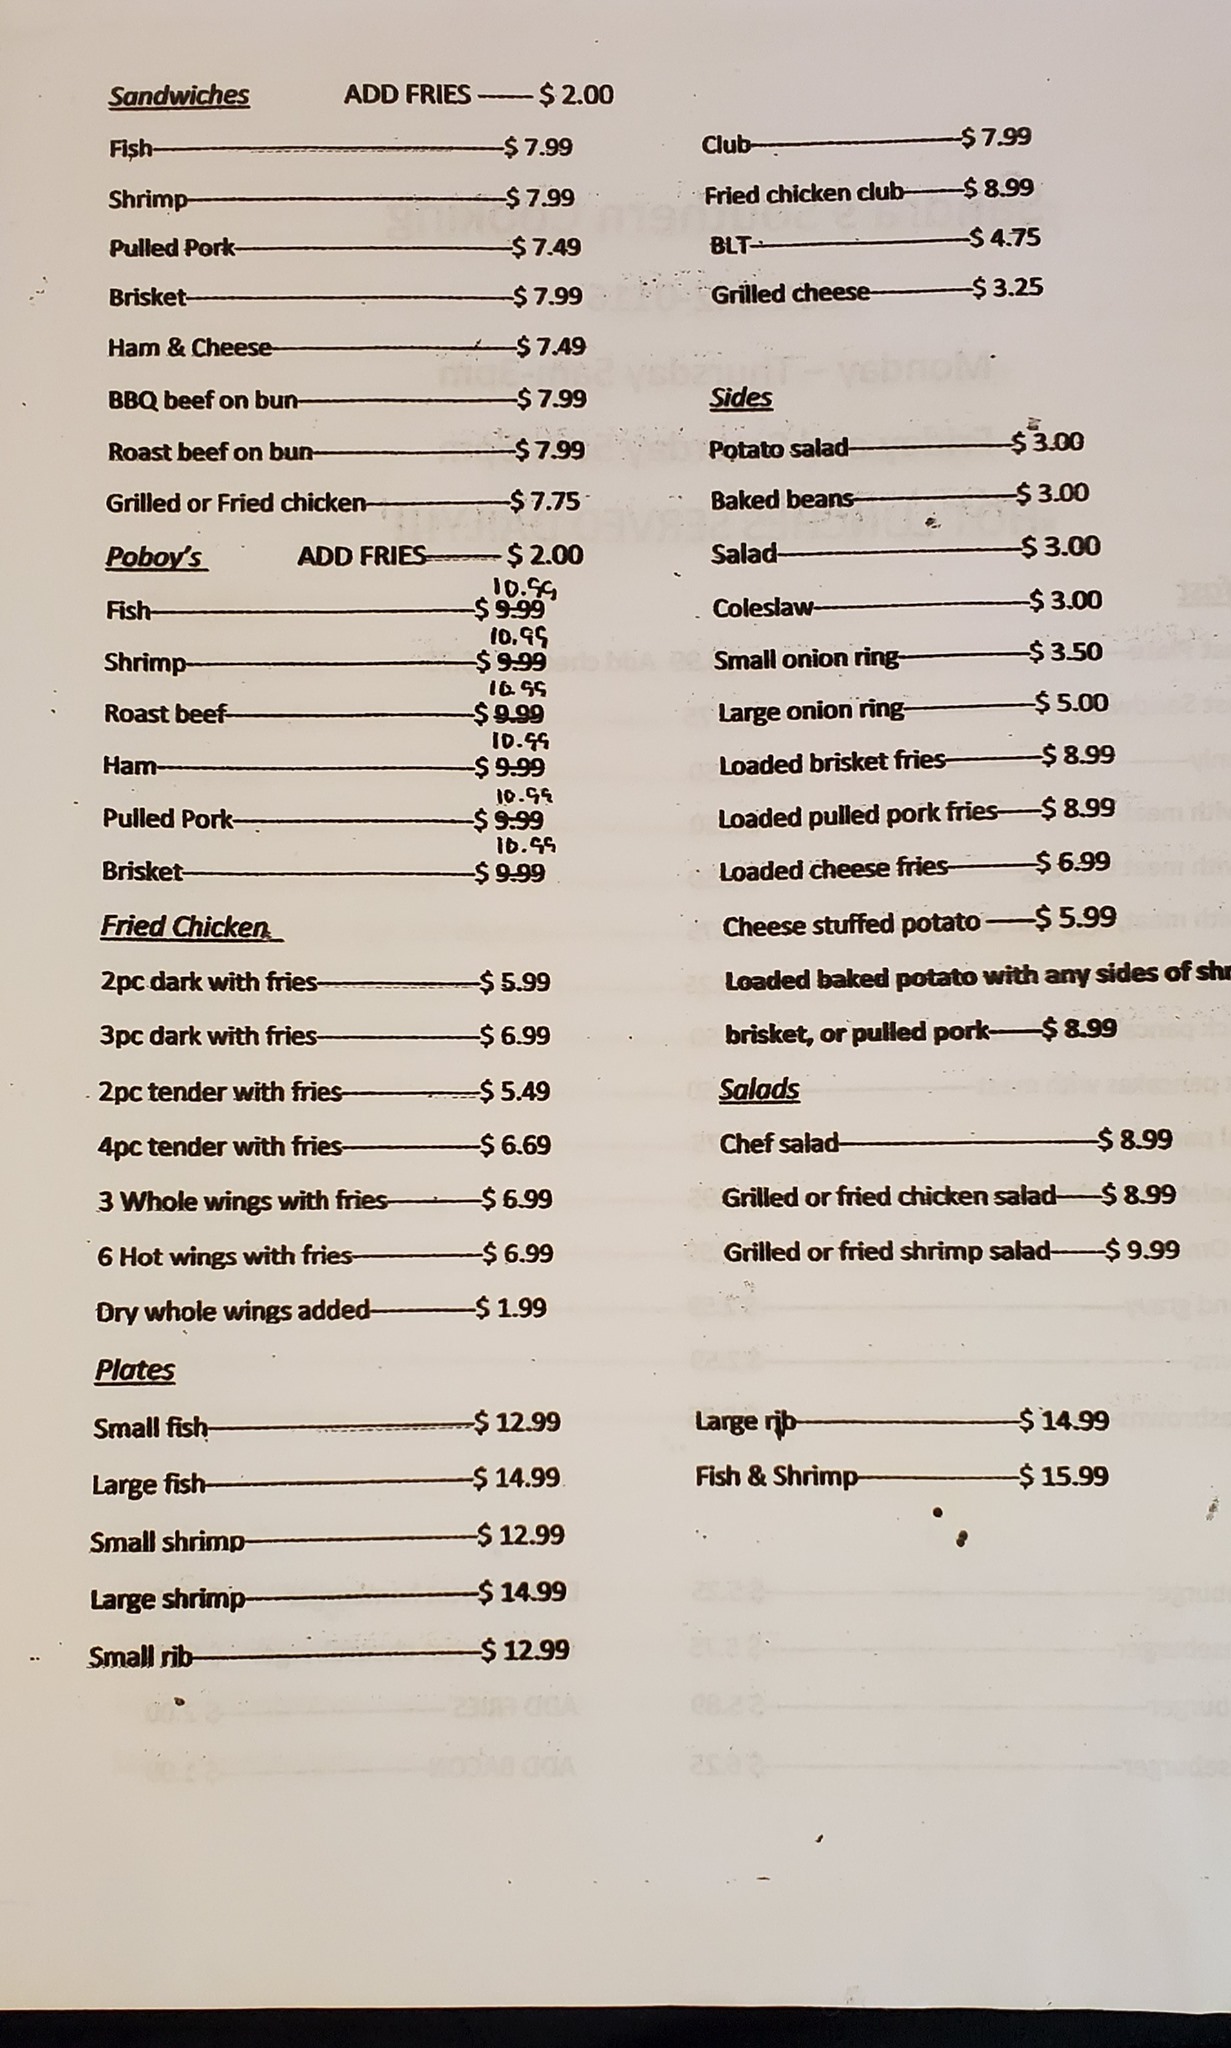 Sandwiches ADD FRIES $ 2.00
Fish $ 7.99
Shrimp $ 7.99
Pulled Pork $ 7.49
Brisket $ 7.99
Ham & Cheese $ 7.49
BBQ beef on bun $ 7.99
Roast beef on bun $ 7.99
Grilled or Fried chicken $ 7.75
Poboy's ADD FRIES $ 2.00
10.99
Fish $ 9.99
10.99
Shrimp $ 9.99
10.99
Roast beef $ 9.99
10.99
Ham $ 9.99
10.99
Pulled Pork $ 9.99
10.99
Brisket $ 9.99
Fried Chicken
2pc dark with fries $ 5.99
3pc dark with fries $ 6.99
2pc tender with fries $ 5.49
4pc tender with fries $ 6.69
3 Whole wings with fries $ 6.99
6 Hot wings with fries $ 6.99
Dry whole wings added $ 1.99
Club $ 7.99
Fried chicken club $ 8.99
BLT $ 4.75
Grilled cheese $ 3.25
Sides
Potato salad $ 3.00
Baked beans $ 3.00
Salad $ 3.00
Coleslaw $ 3.00
Small onion ring $ 3.50
Large onion ring $ 5.00
Loaded brisket fries $ 8.99
Loaded pulled pork fries $ 8.99
Loaded cheese fries $ 6.99
Cheese stuffed potato $ 5.99
Loaded baked potato with any sides of
brisket, or pulled pork $ 8.99
Salads
Chef salad $ 8.99
Grilled or fried chicken salad $ 8.99
Grilled or fried shrimp salad $ 9.99
Plates
Small fish $ 12.99
Large fish $ 14.99
Small shrimp $ 12.99
Large shrimp $ 14.99
Small rib $ 12.99
Large rib $ 14.99
Fish & Shrimp $ 15.99